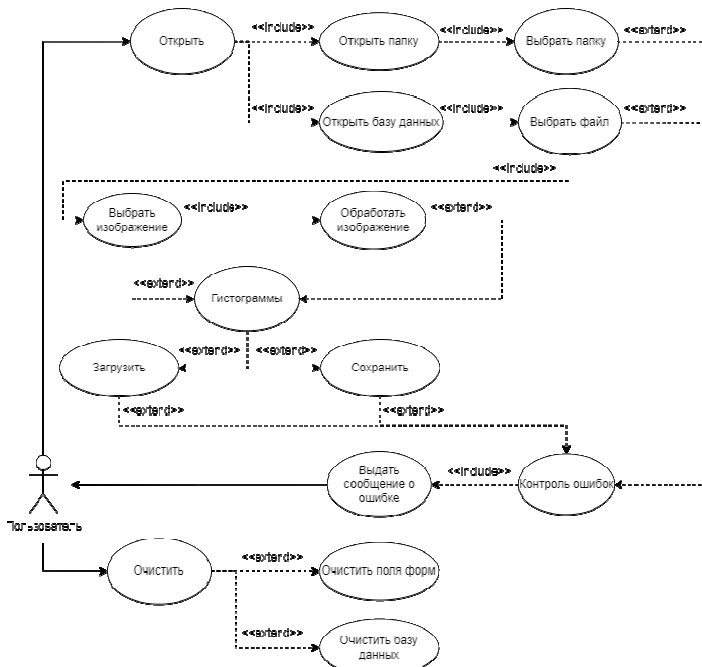 Открыть
<<include>>
Открыть папку
<<include>>
Выбрать папку
<<extend>>
<<include>>
Открыть базу данных
<<include>>
Выбрать файл
<<extend>>
<<include>>
Выбрать
изображение
<<include>>
Обработать
изображение
<<extend>>
<<extend>>
Гистограммы
Загрузить
<<extend>>
<<extend>>
Сохранить
<<extend>>
<<extend>>
Выдать
сообщение о
ошибке
<<include>>
Контроль ошибок
Пользователь
Очистить
<<extend>>
Очистить поля форм
<<extend>>
Очистить базу
данных